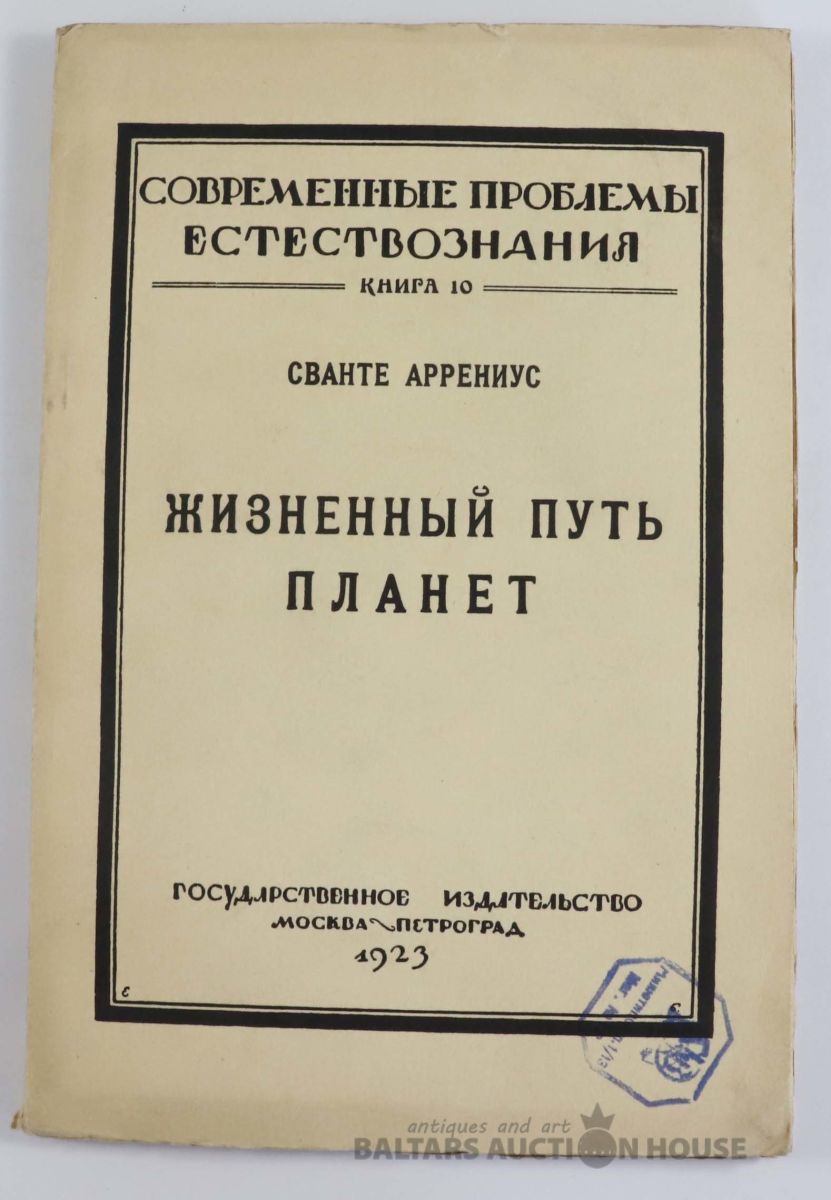 СОВРЕМЕННЫЕ ПРОБЛЕМЫ
ЕСТЕСТВОЗНАНИЯ
КНИГА 10
СВАНТЕ АРРЕНИУС
ЖИЗНЕННЫЙ ПУТЬ
ПЛАНЕТ
ГОСУДАРСТВЕННОЕ ИЗДАТЕЛЬСТВО
МОСКВА~ПЕТРОГРАД
1923
antiques and art
BALTARS AUCTION HOUSE